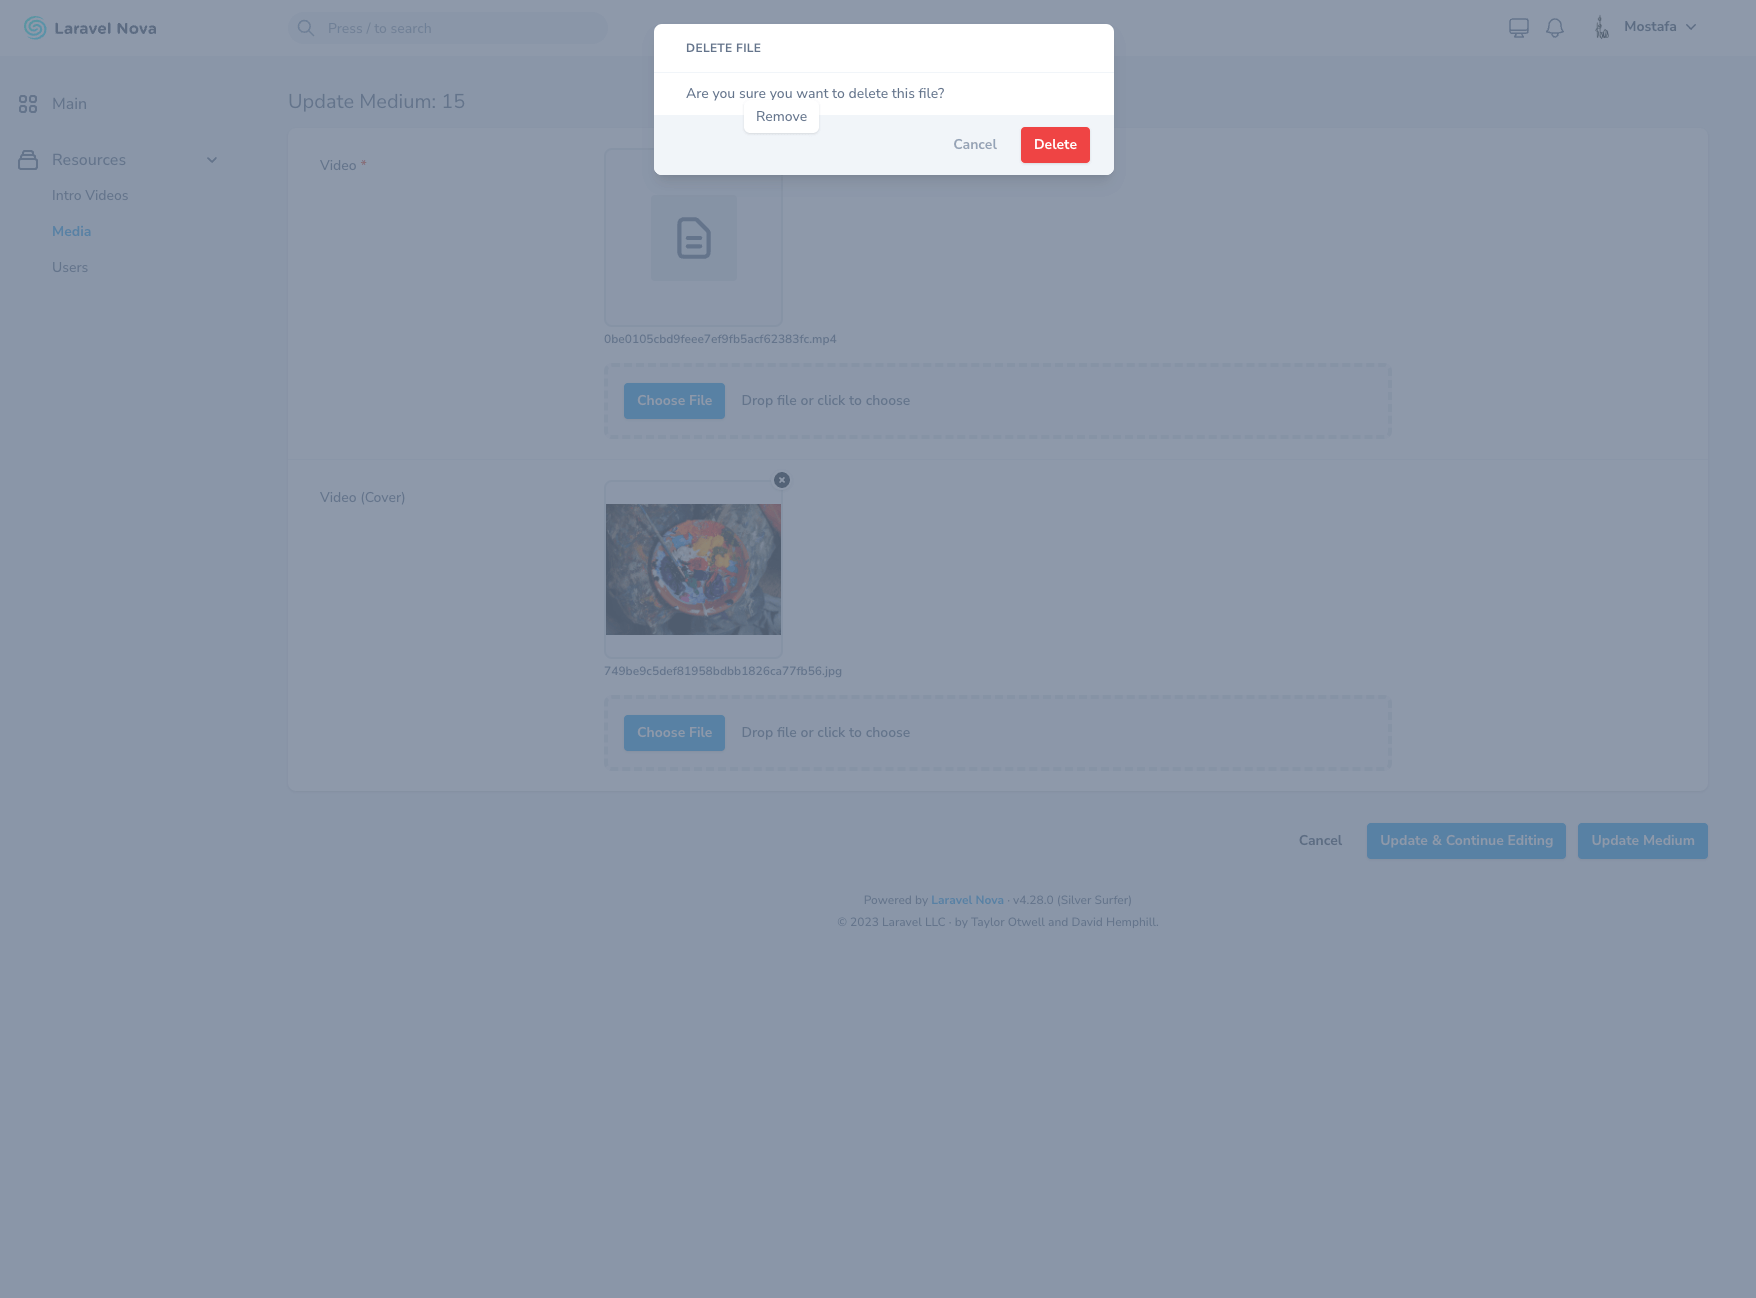 Laravel Nova
Press / to search
Mostafa
DELETE FILE
Are you sure you want to delete this file?
Remove
Cancel
Delete
Main
Resources
Intro Videos
Media
Users
Update Medium: 15
Video *
0be0105cbd9feee7ef9fb5acf62383fc.mp4
Choose File
Drop file or click to choose
Video (Cover)
749be9c5def81958bdbb1826ca77fb56.jpg
Choose File
Drop file or click to choose
Cancel
Update & Continue Editing
Update Medium
Powered by Laravel Nova · v4.28.0 (Silver Surfer)
© 2023 Laravel LLC · by Taylor Otwell and David Hemphill.